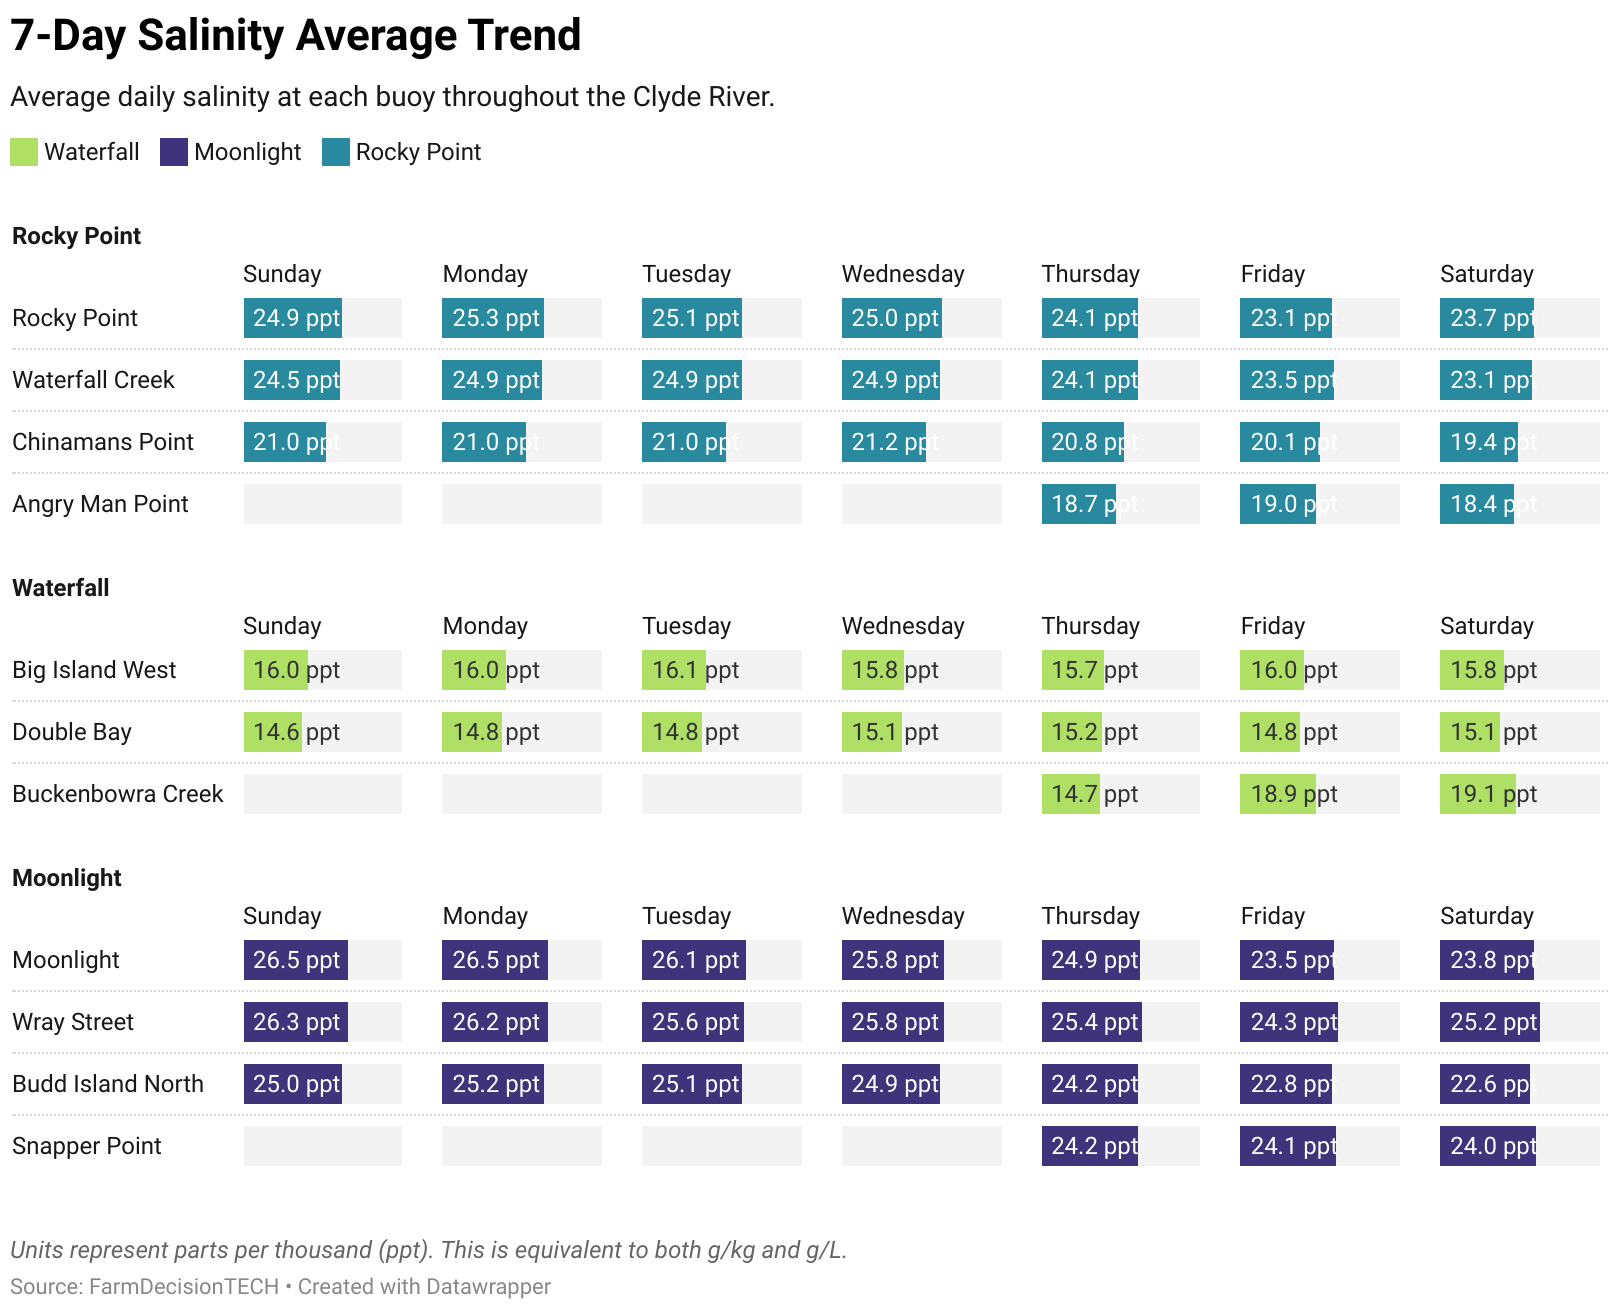 7-Day Salinity Average Trend
Average daily salinity at each buoy throughout the Clyde River.
Waterfall Moonlight Rocky Point
Rocky Point
Sunday Monday Tuesday Wednesday Thursday Friday Saturday
Rocky Point 24.9 ppt 25.3 ppt 25.1 ppt 25.0 ppt 24.1 ppt 23.1 ppt 23.7 ppt
Waterfall Creek 24.5 ppt 24.9 ppt 24.9 ppt 24.9 ppt 24.1 ppt 23.5 ppt 23.1 ppt
Chinamans Point 21.0 ppt 21.0 ppt 21.0 ppt 21.2 ppt 20.8 ppt 20.1 ppt 19.4 ppt
Angry Man Point 18.7 ppt 19.0 ppt 18.4 ppt
Waterfall
Sunday Monday Tuesday Wednesday Thursday Friday Saturday
Big Island West 16.0 ppt 16.0 ppt 16.1 ppt 15.8 ppt 15.7 ppt 16.0 ppt 15.8 ppt
Double Bay 14.6 ppt 14.8 ppt 14.8 ppt 15.1 ppt 15.2 ppt 14.8 ppt 15.1 ppt
Buckenbowra Creek 14.7 ppt 18.9 ppt 19.1 ppt
Moonlight
Sunday Monday Tuesday Wednesday Thursday Friday Saturday
Moonlight 26.5 ppt 26.5 ppt 26.1 ppt 25.8 ppt 24.9 ppt 23.5 ppt 23.8 ppt
Wray Street 26.3 ppt 26.2 ppt 25.6 ppt 25.8 ppt 25.4 ppt 24.3 ppt 25.2 ppt
Budd Island North 25.0 ppt 25.2 ppt 25.1 ppt 24.9 ppt 24.2 ppt 22.8 ppt 22.6 ppt
Snapper Point 24.2 ppt 24.1 ppt 24.0 ppt
Units represent parts per thousand (ppt). This is equivalent to both g/kg and g/L.
Source: FarmDecisionTECH • Created with Datawrapper